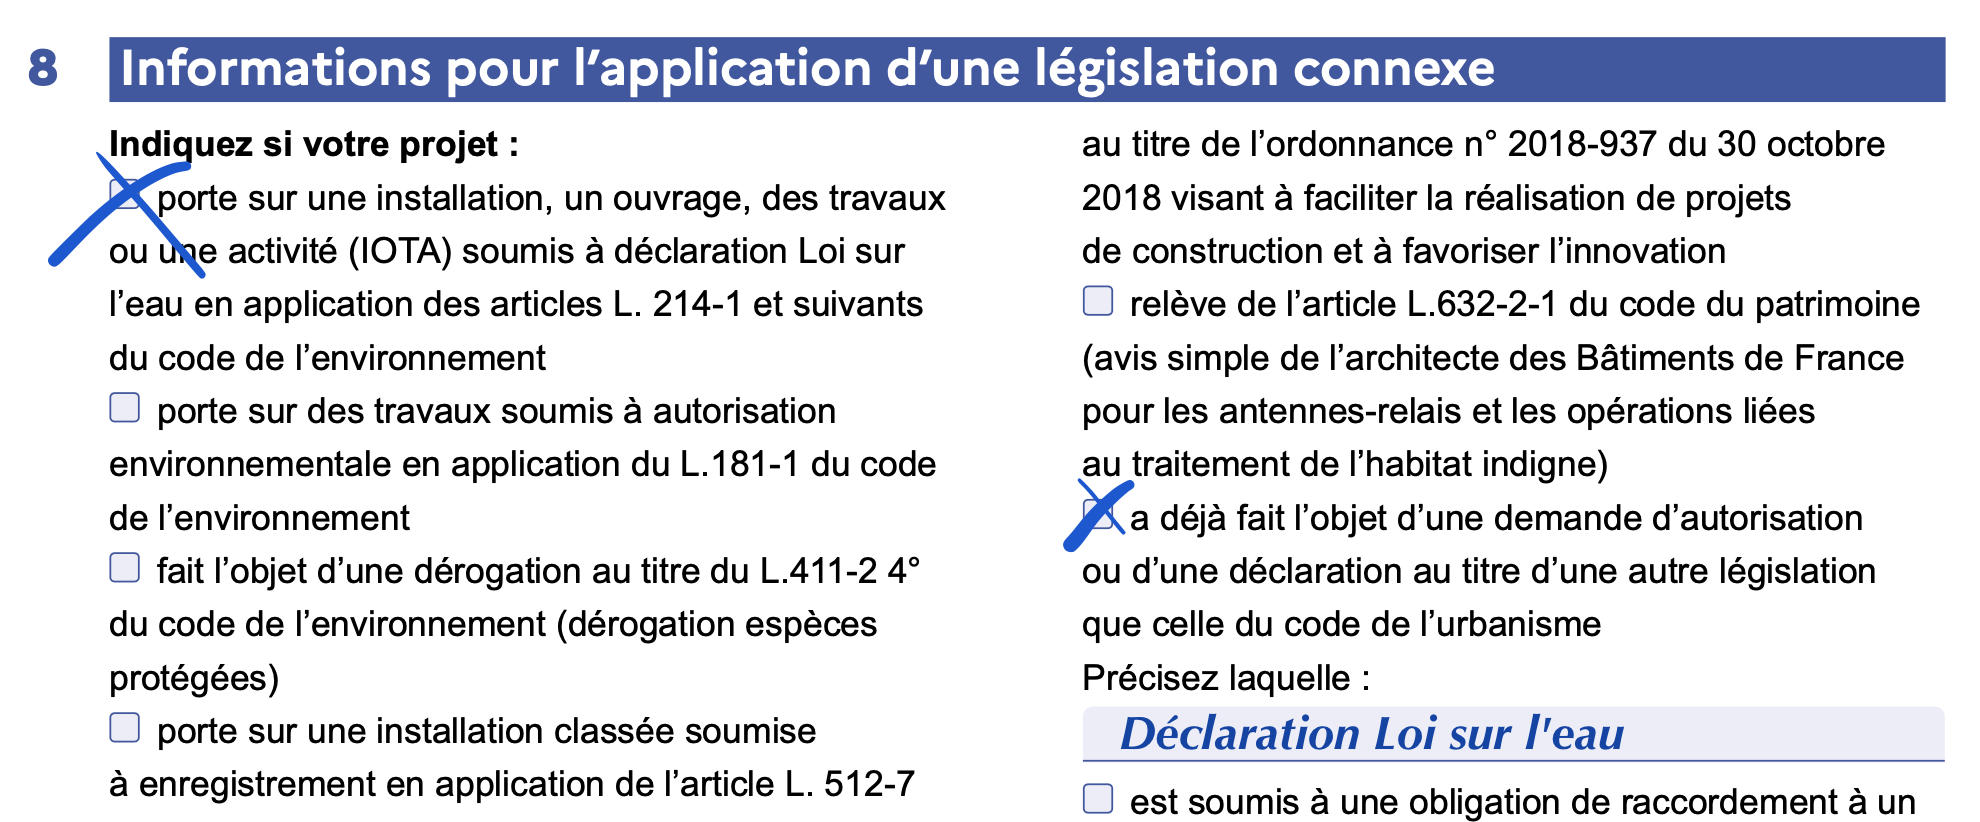 8 Informations pour l’application d’une législation connexe
Indiquez si votre projet :
porte sur une installation, un ouvrage, des travaux
ou une activité (IOTA) soumis à déclaration Loi sur
l’eau en application des articles L. 214-1 et suivants
du code de l’environnement
porte sur des travaux soumis à autorisation
environnementale en application du L.181-1 du code
de l’environnement
fait l’objet d’une dérogation au titre du L.411-2 4°
du code de l’environnement (dérogation espèces
protégées)
porte sur une installation classée soumise
à enregistrement en application de l’article L. 512-7
au titre de l’ordonnance n° 2018-937 du 30 octobre
2018 visant à faciliter la réalisation de projets
de construction et à favoriser l’innovation
relève de l’article L.632-2-1 du code du patrimoine
(avis simple de l’architecte des Bâtiments de France
pour les antennes-relais et les opérations liées
au traitement de l’habitat indigne)
a déjà fait l’objet d’une demande d’autorisation
ou d’une déclaration au titre d’une autre législation
que celle du code de l’urbanisme
Précisez laquelle :
Déclaration Loi sur l'eau
est soumis à une obligation de raccordement à un